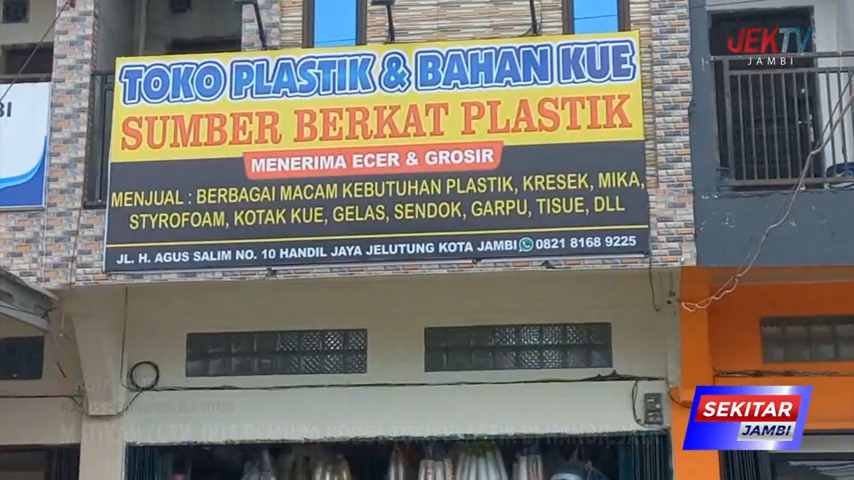 JEKTV
JAMBI
TOKO PLASTIK & BAHAN KUE
SUMBER BERKAT PLASTIK
MENERIMA ECER & GROSIR
MENJUAL : BERBAGAI MACAM KEBUTUHAN PLASTIK, KRESEK, MIKA,
STYROFOAM, KOTAK KUE, GELAS, SENDOK, GARPU, TISUE, DLL
JL. H. AGUS SALIM NO. 10 HANDIL JAYA JELUTUNG KOTA JAMBI 0821 8168 9225
SEKITAR
JAMBI